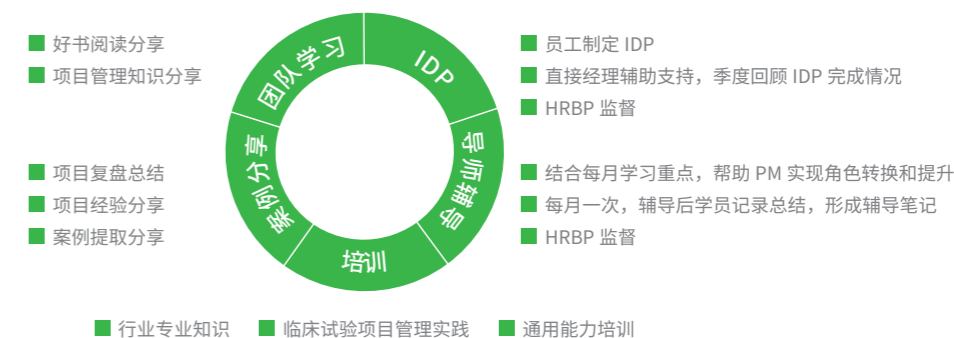 团队学习
好书阅读分享
项目管理知识分享
IDP
员工制定 IDP
直接经理辅助支持，季度回顾 IDP 完成情况
HRBP 监督
案例分享
项目复盘总结
项目经验分享
案例提取分享
导师辅导
结合每月学习重点，帮助 PM 实现角色转换和提升
每月一次，辅导后学员记录总结，形成辅导笔记
HRBP 监督
培训
行业专业知识
临床试验项目管理实践
通用能力培训